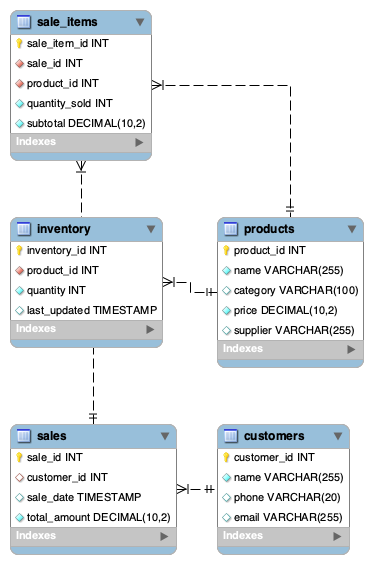 sale_items
sale_item_id INT
sale_id INT
product_id INT
quantity_sold INT
subtotal DECIMAL(10,2)
Indexes
inventory
inventory_id INT
product_id INT
quantity INT
last_updated TIMESTAMP
Indexes
products
product_id INT
name VARCHAR(255)
category VARCHAR(100)
price DECIMAL(10,2)
supplier VARCHAR(255)
Indexes
sales
sale_id INT
customer_id INT
sale_date TIMESTAMP
total_amount DECIMAL(10,2)
Indexes
customers
customer_id INT
name VARCHAR(255)
phone VARCHAR(20)
email VARCHAR(255)
Indexes